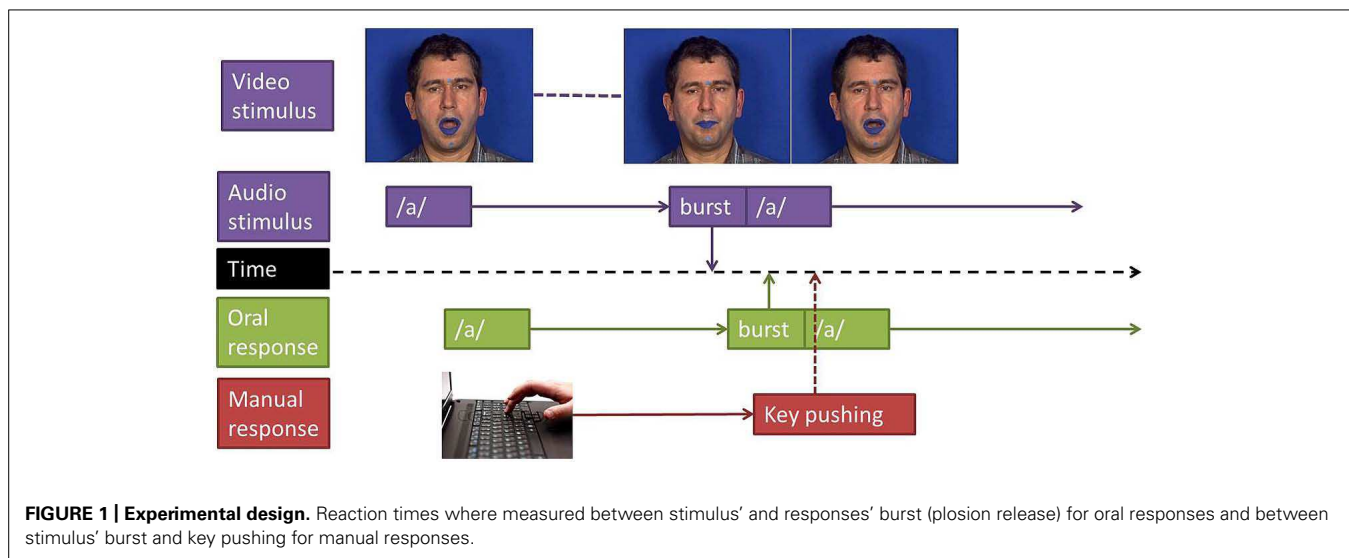 Video
stimulus
Audio
stimulus
/a/
burst /a/
Time
Oral
response
/a/
burst /a/
Manual
response
Key pushing
FIGURE 1 | Experimental design. Reaction times where measured between stimulus’ and responses’ burst (plosion release) for oral responses and between
stimulus’ burst and key pushing for manual responses.